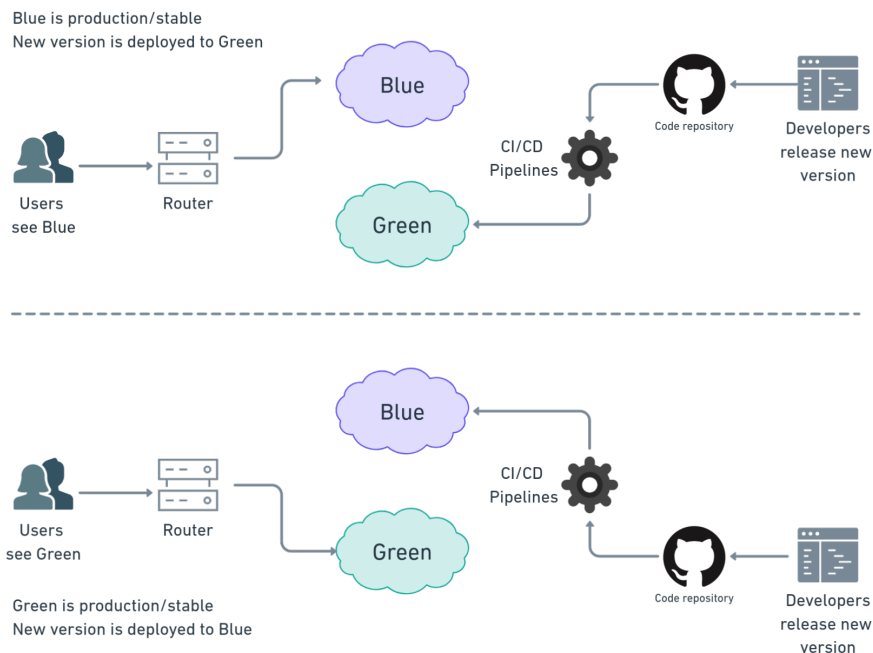 Blue is production/stable
New version is deployed to Green
Blue
Code repository
Developers
release new
version
CI/CD
Pipelines
Users
see Blue
Router
Green
Blue
CI/CD
Pipelines
Users
see Green
Router
Green
Code repository
Developers
release new
version
Green is production/stable
New version is deployed to Blue